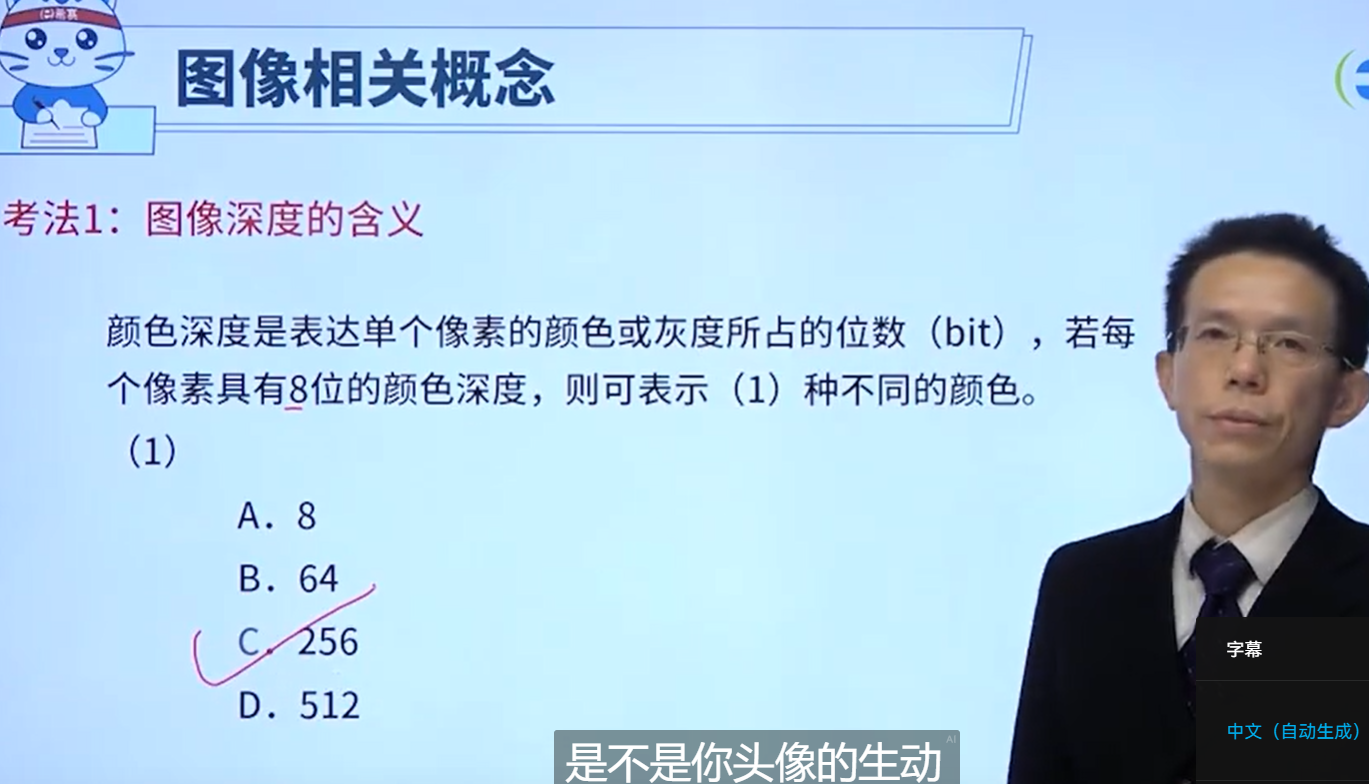 图像相关概念
考法1：图像深度的含义
颜色深度是表达单个像素的颜色或灰度所占的位数（bit），若每
个像素具有8位的颜色深度，则可表示（1）种不同的颜色。
（1）
A. 8
B. 64
C. 256
D. 512
字幕
中文（自动生成）
AI
是不是你头像的生动